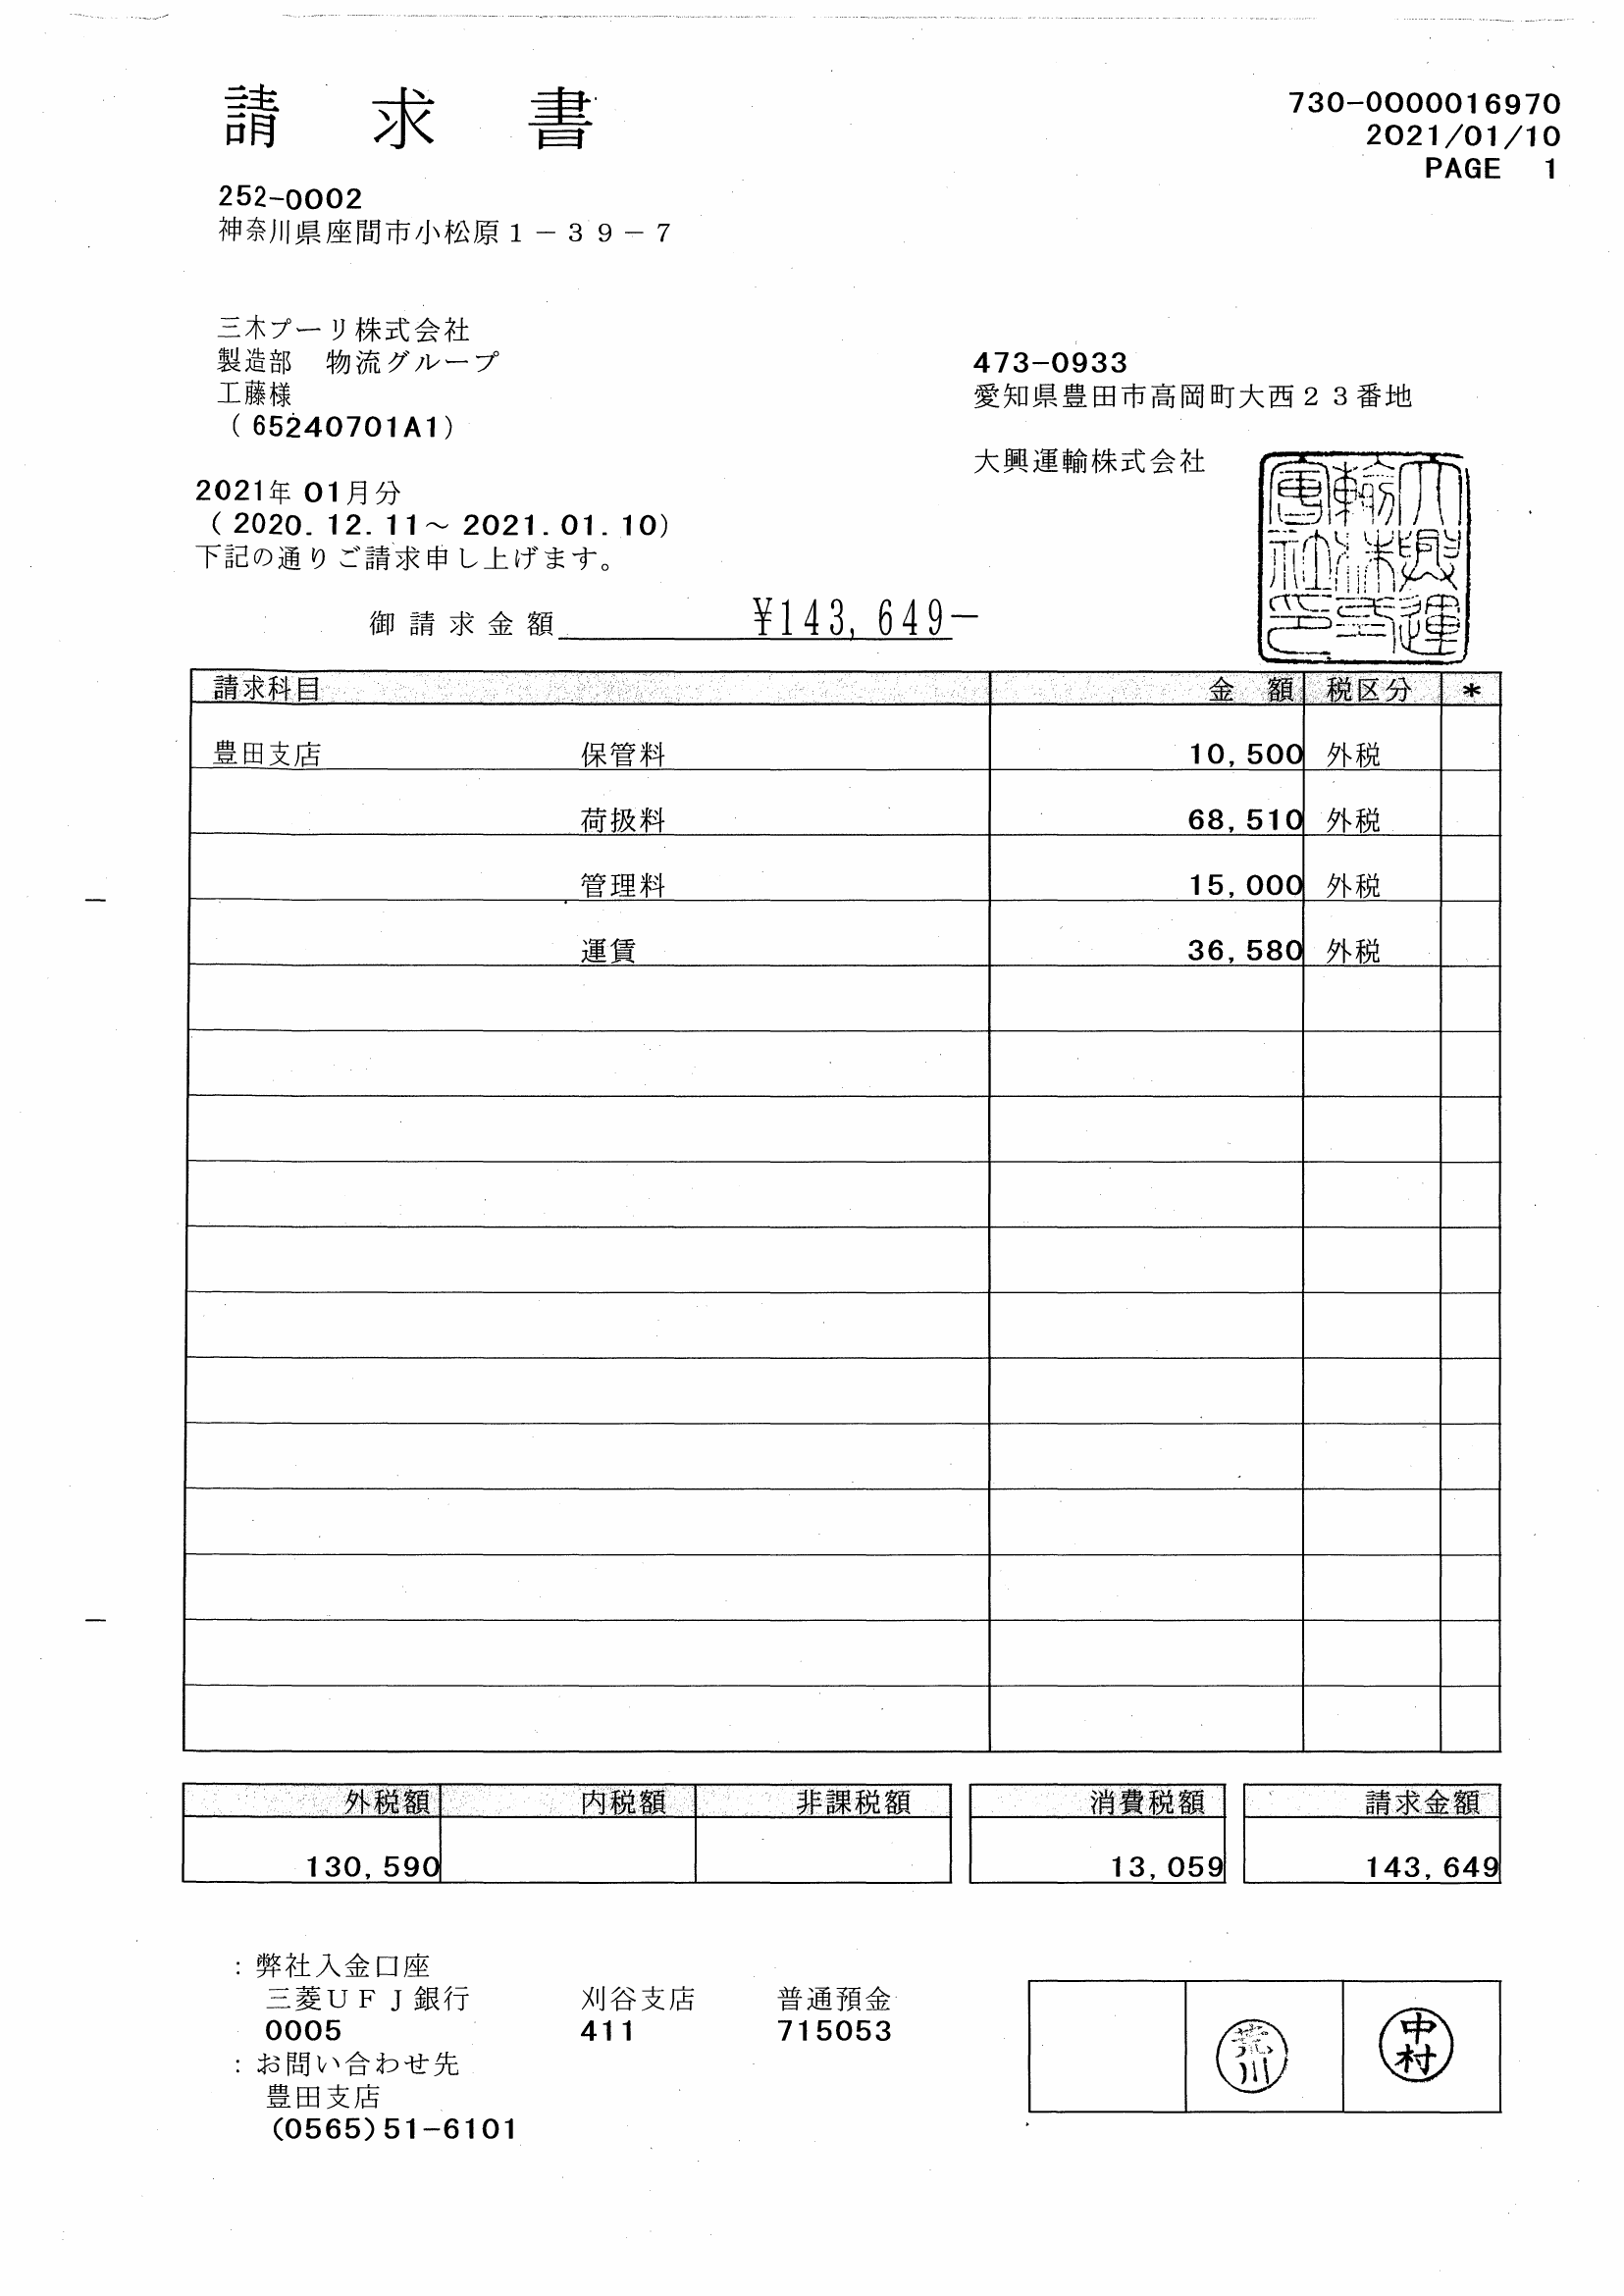 請求書
730-0000016970
2021/01/10
PAGE 1
252-0002
神奈川県座間市小松原１－３９－７
三木プーリ株式会社
製造部　物流グループ
工藤様
(65240701A1)
473-0933
愛知県豊田市高岡町大西２３番地
大興運輸株式会社
大興運輸株式会社印
2021年 01月分
(2020.12.11～2021.01.10)
下記の通りご請求申し上げます。
御請求金額 ¥143,649-
請求科目 金額 税区分 *
豊田支店 保管料 10,500 外税
荷扱料 68,510 外税
管理料 15,000 外税
運賃 36,580 外税
外税額 内税額 非課税額 消費税額 請求金額
130,590 13,059 143,649
：弊社入金口座
三菱ＵＦＪ銀行 刈谷支店 普通預金
0005 411 715053
：お問い合わせ先
豊田支店
(0565)51-6101
荒川
中村